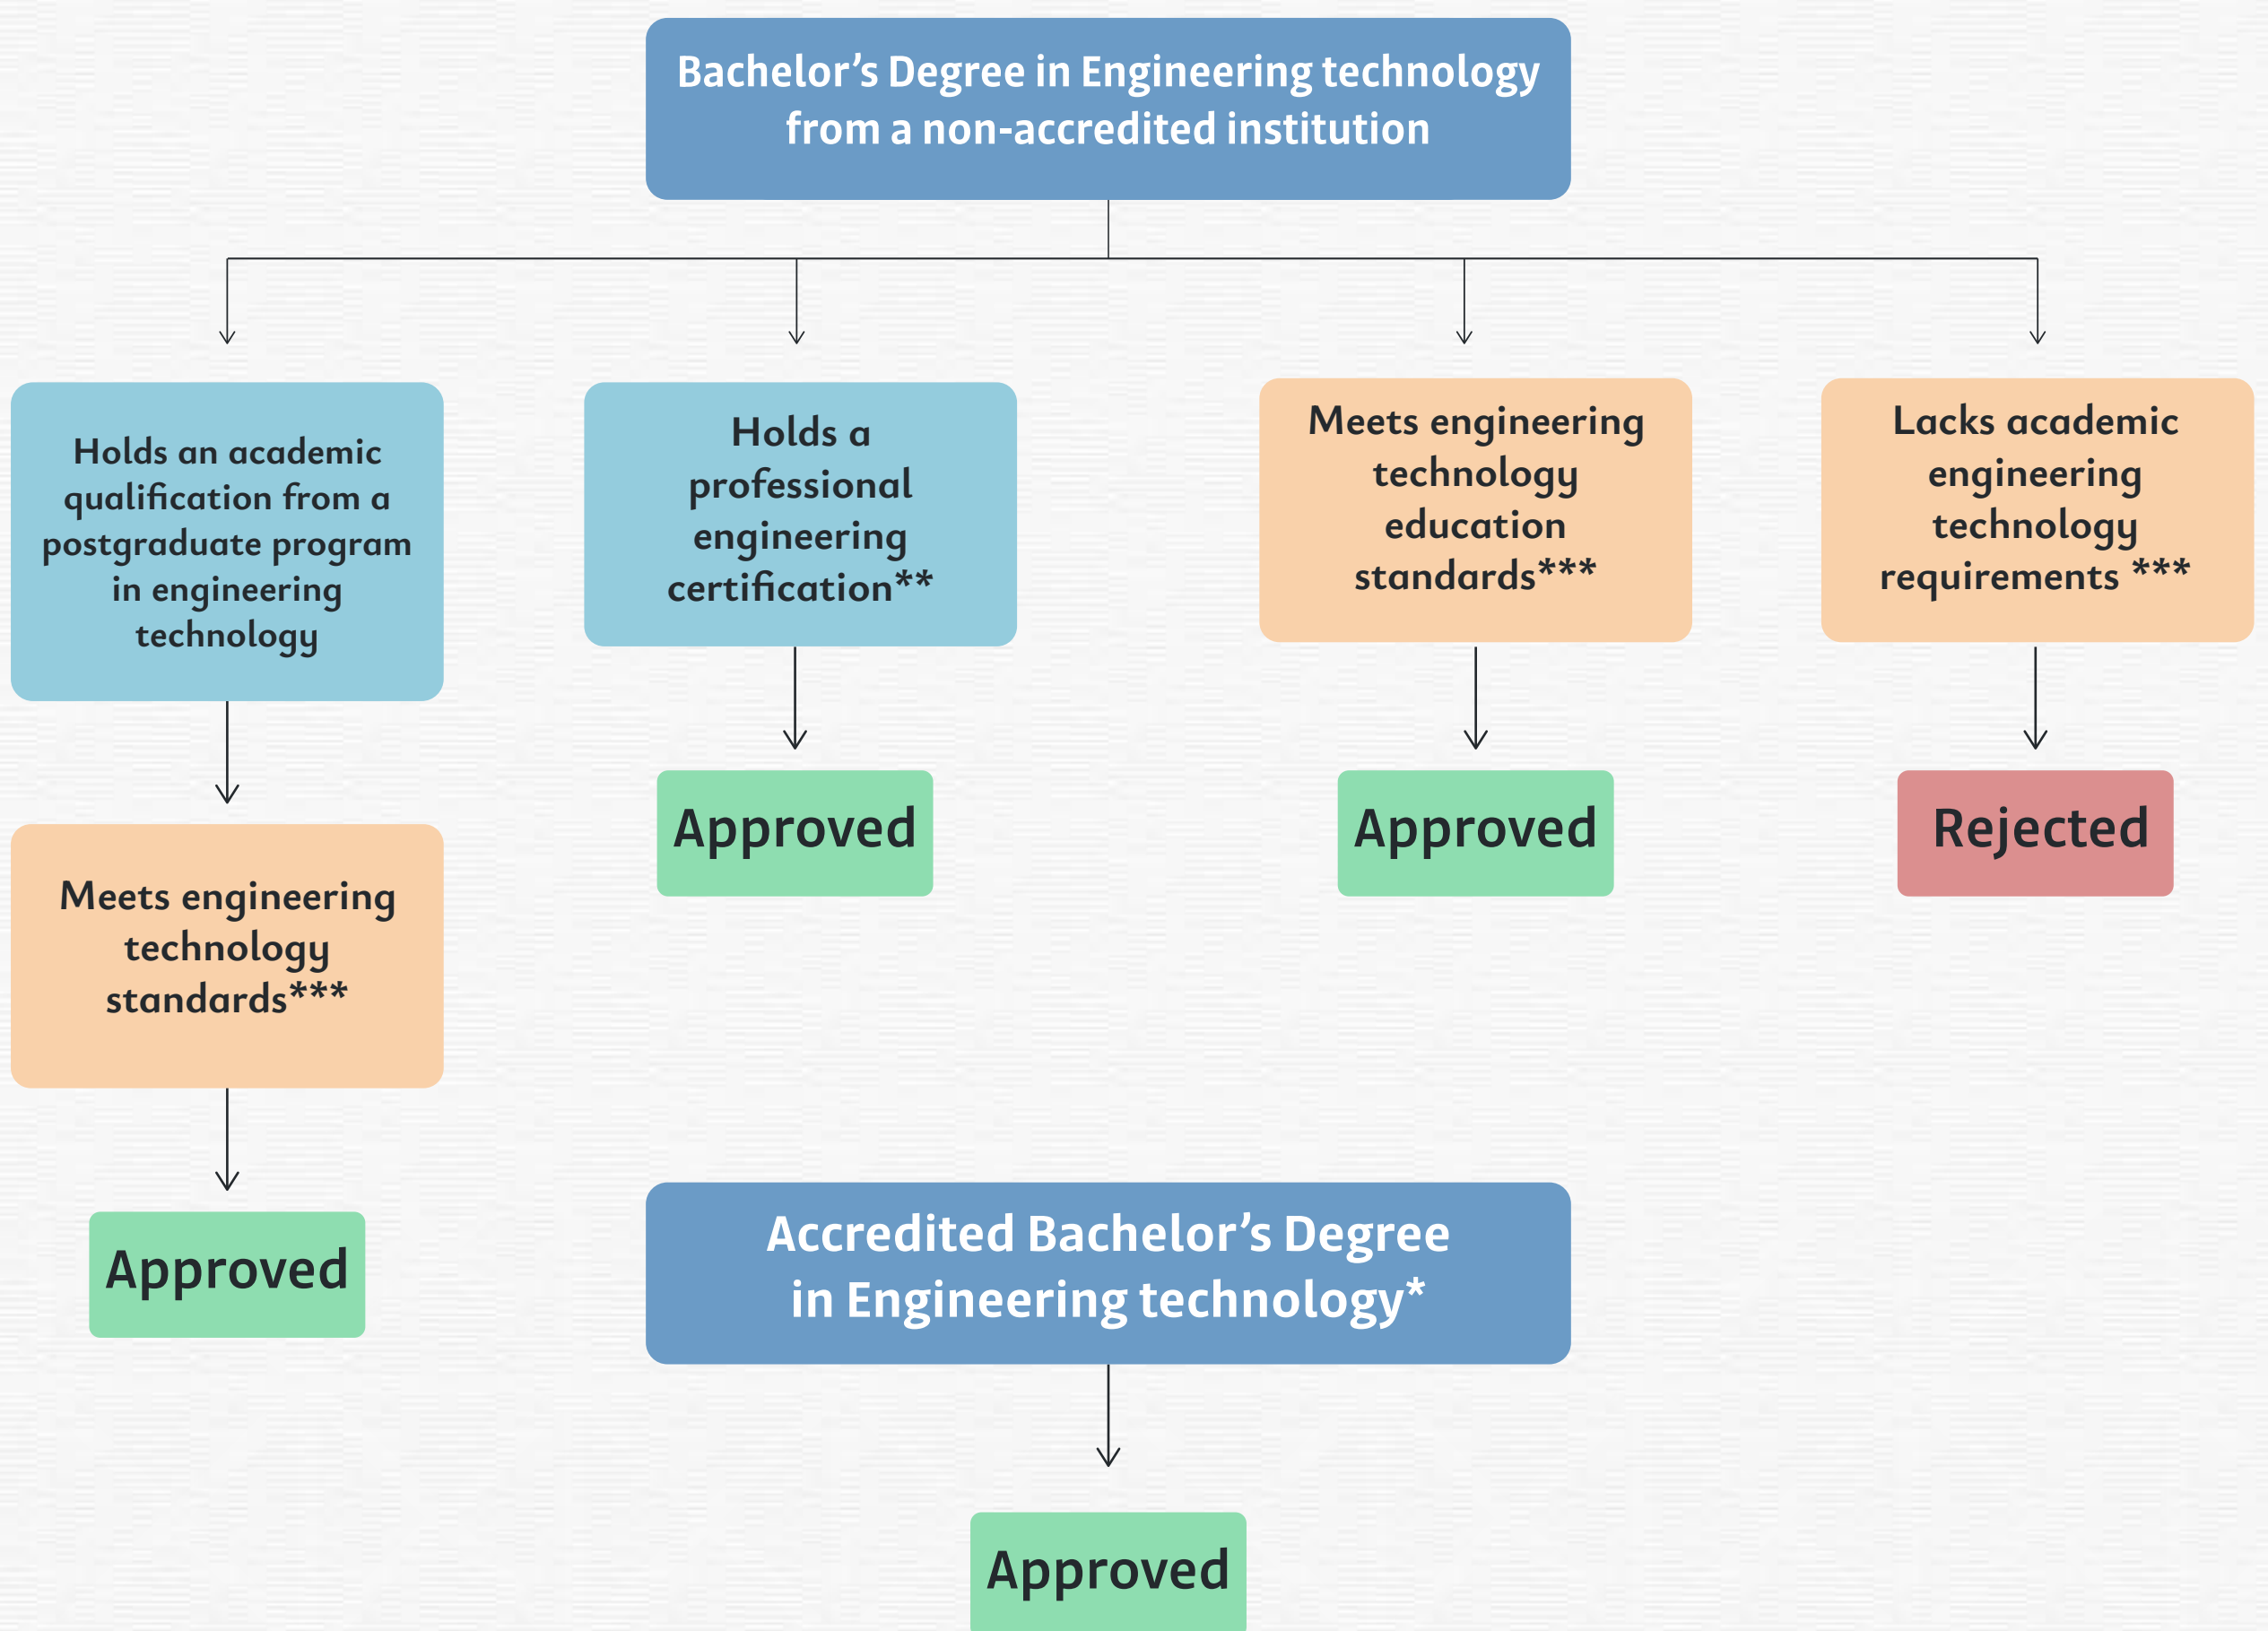 Bachelor’s Degree in Engineering technology
from a non-accredited institution
Holds an academic
qualification from a
postgraduate program
in engineering
technology
Holds a
professional
engineering
certification**
Meets engineering
technology
education
standards***
Lacks academic
engineering
technology
requirements ***
Approved
Approved
Rejected
Meets engineering
technology
standards***
Approved
Accredited Bachelor’s Degree
in Engineering technology*
Approved